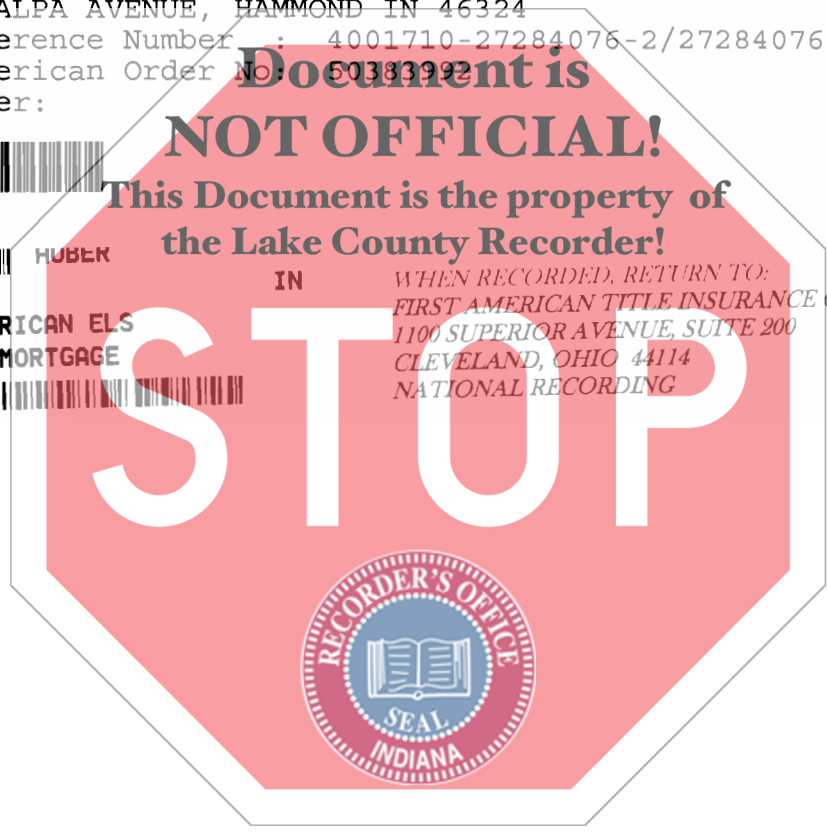 ALPA AVENUE, HAMMOND IN 46324
erence Number : 4001710-27284076-2/27284076
erican Order No: 50383992
er:
Document is
NOT OFFICIAL!
This Document is the property of
the Lake County Recorder!
HUBER
IN
WHEN RECORDED, RETURN TO:
FIRST AMERICAN TITLE INSURANCE
RICAN ELS
1100 SUPERIOR AVENUE, SUITE 200
MORTGAGE
CLEVELAND, OHIO 44114
NATIONAL RECORDING
STOP
RECORDER'S OFFICE
SEAL
INDIANA